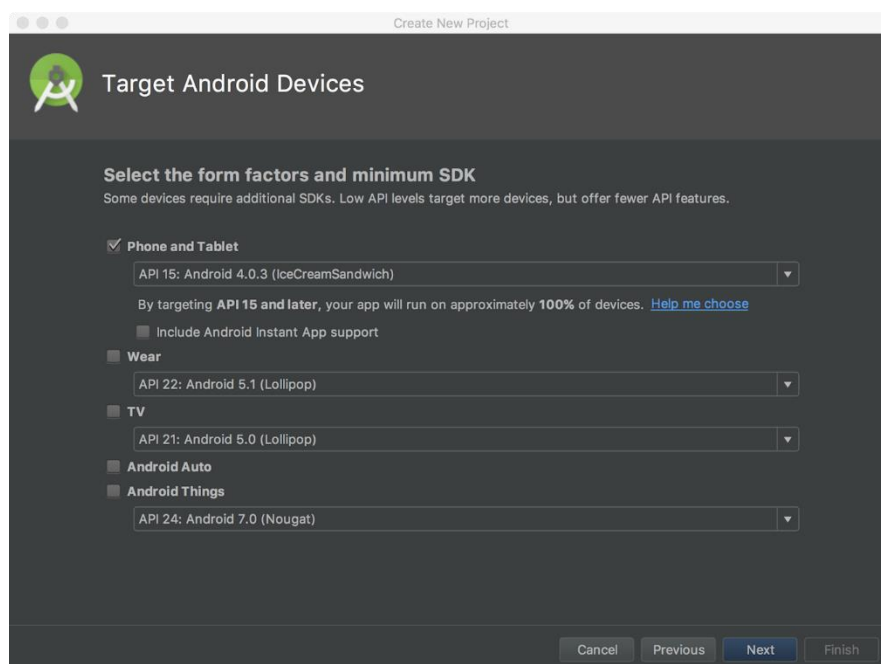 Create New Project
Target Android Devices
Select the form factors and minimum SDK
Some devices require additional SDKs. Low API levels target more devices, but offer fewer API features.
Phone and Tablet
API 15: Android 4.0.3 (IceCreamSandwich)
By targeting API 15 and later, your app will run on approximately 100% of devices. Help me choose
Include Android Instant App support
Wear
API 22: Android 5.1 (Lollipop)
TV
API 21: Android 5.0 (Lollipop)
Android Auto
Android Things
API 24: Android 7.0 (Nougat)
Cancel Previous Next Finish